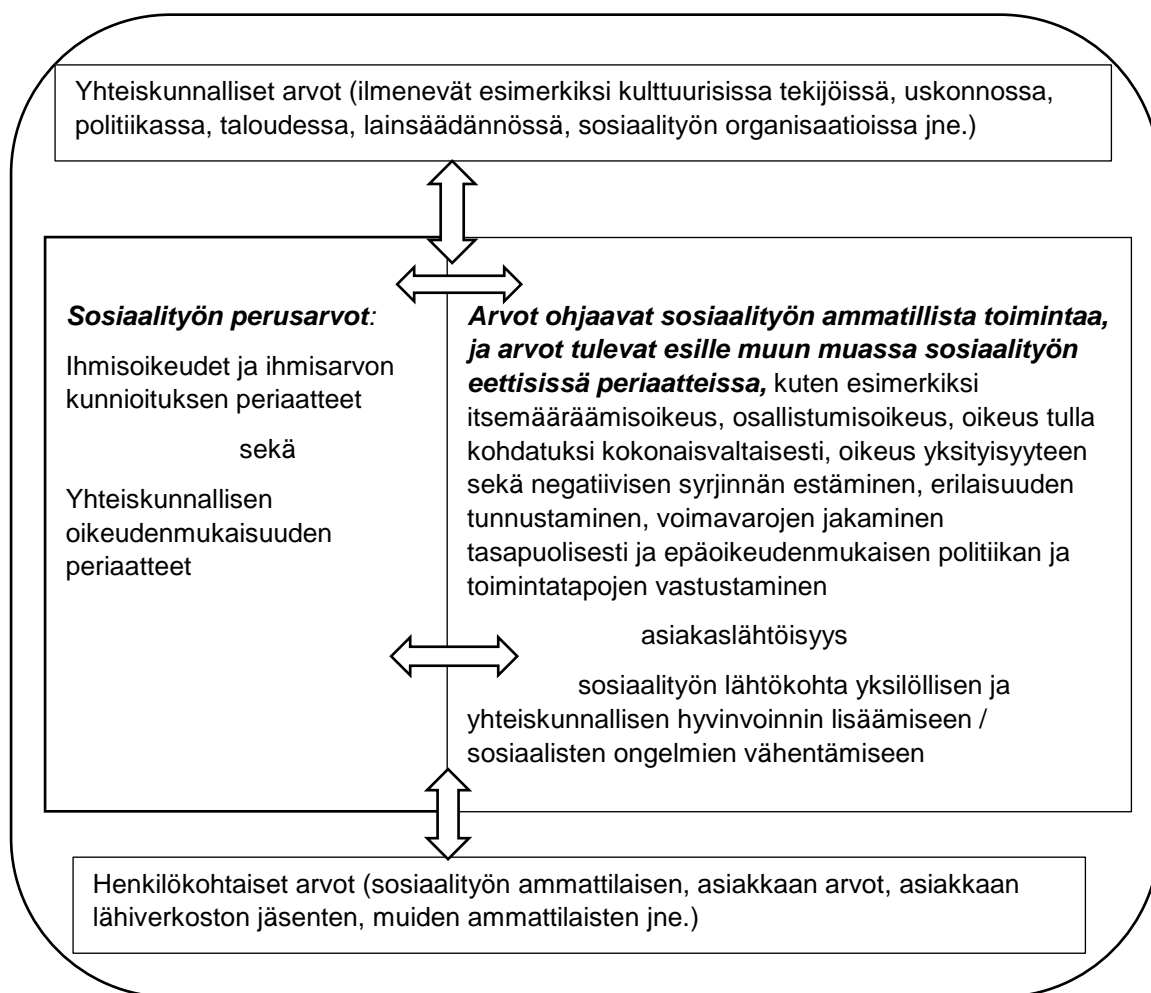 Yhteiskunnalliset arvot (ilmenevät esimerkiksi kulttuurisissa tekijöissä, uskonnossa,
politiikassa, taloudessa, lainsäädännössä, sosiaalityön organisaatioissa jne.)
Sosiaalityön perusarvot:
Ihmisoikeudet ja ihmisarvon
kunnioituksen periaatteet
sekä
Yhteiskunnallisen
oikeudenmukaisuuden
periaatteet
Arvot ohjaavat sosiaalityön ammatillista toimintaa,
ja arvot tulevat esille muun muassa sosiaalityön
eettisissä periaatteissa, kuten esimerkiksi
itsemääräämisoikeus, osallistumisoikeus, oikeus tulla
kohdatuksi kokonaisvaltaisesti, oikeus yksityisyyteen
sekä negatiivisen syrjinnän estäminen, erilaisuuden
tunnustaminen, voimavarojen jakaminen
tasapuolisesti ja epäoikeudenmukaisen politiikan ja
toimintatapojen vastustaminen
asiakaslähtöisyys
sosiaalityön lähtökohta yksilöllisen ja
yhteiskunnallisen hyvinvoinnin lisäämiseen /
sosiaalisten ongelmien vähentämiseen
Henkilökohtaiset arvot (sosiaalityön ammattilaisen, asiakkaan arvot, asiakkaan
lähiverkoston jäsenten, muiden ammattilaisten jne.)